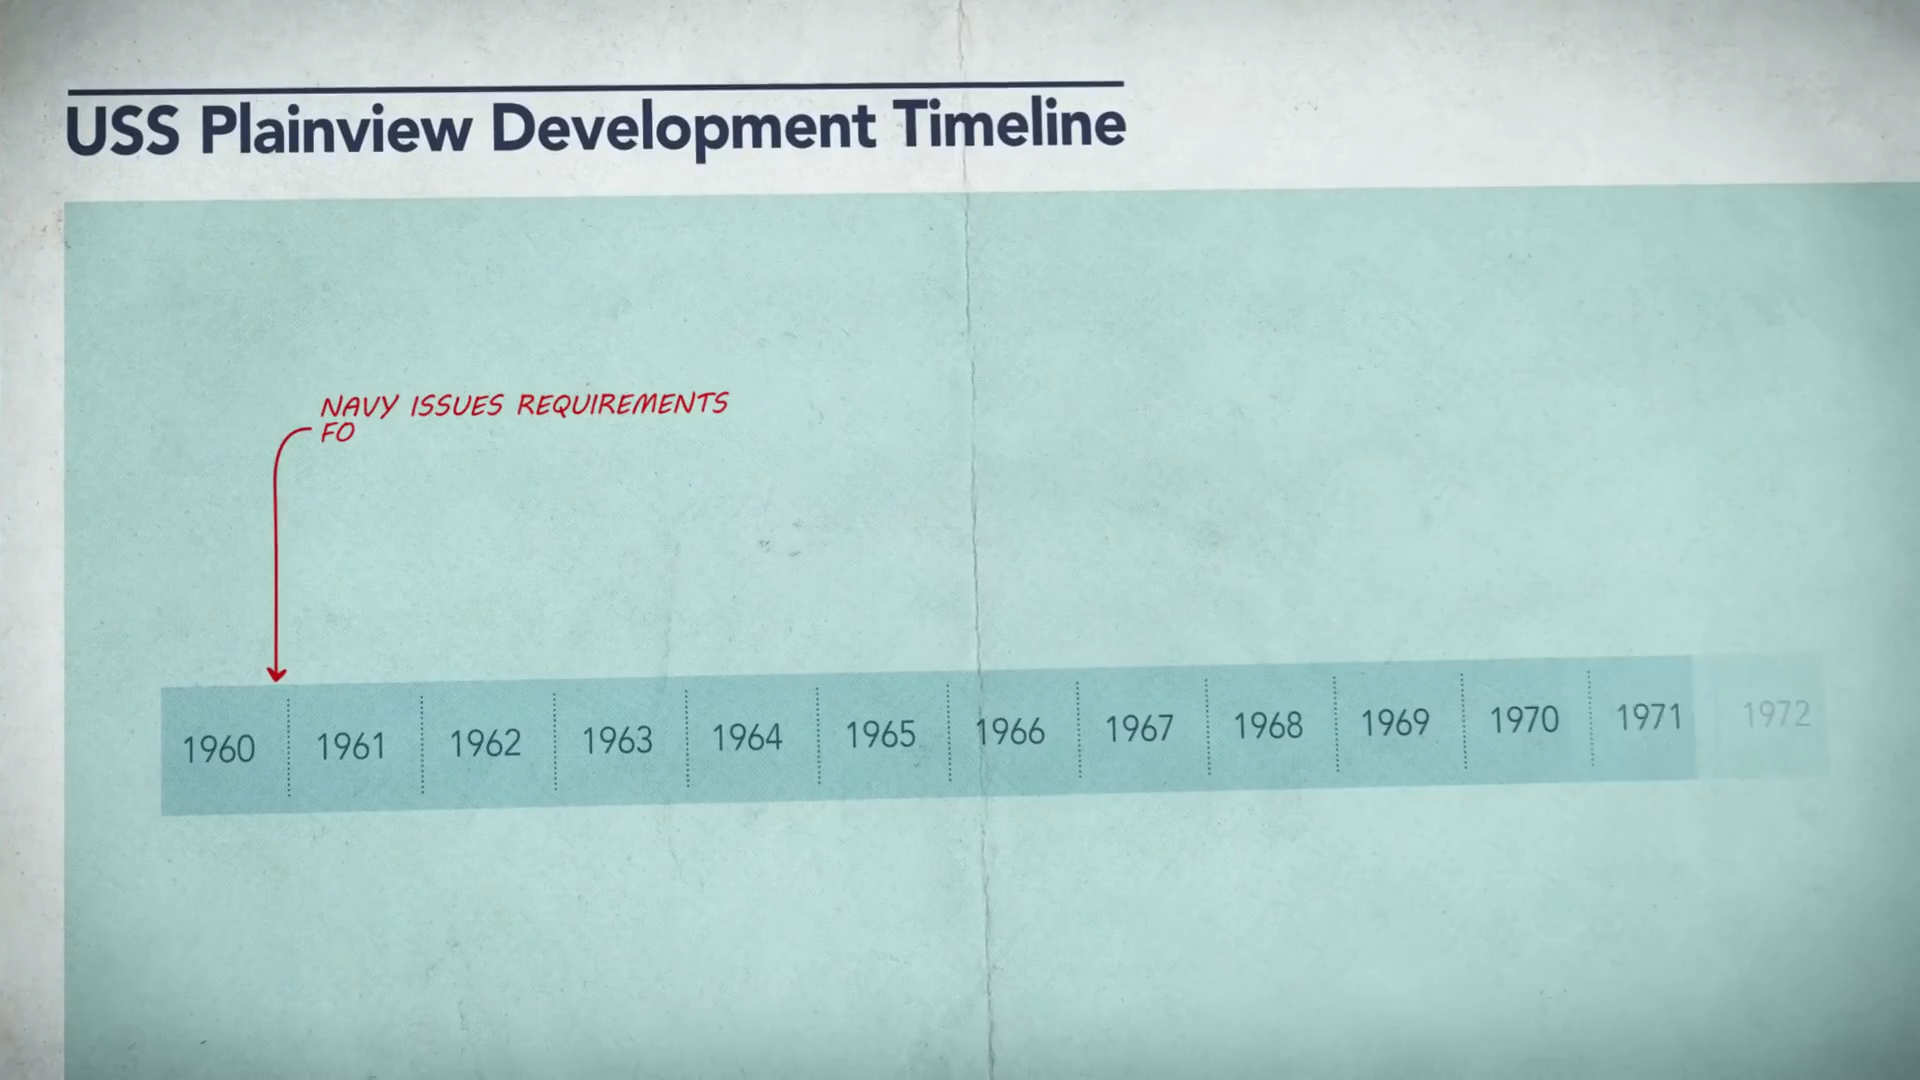 USS Plainview Development Timeline
NAVY ISSUES REQUIREMENTS
FO
1960 1961 1962 1963 1964 1965 1966 1967 1968 1969 1970 1971 1972